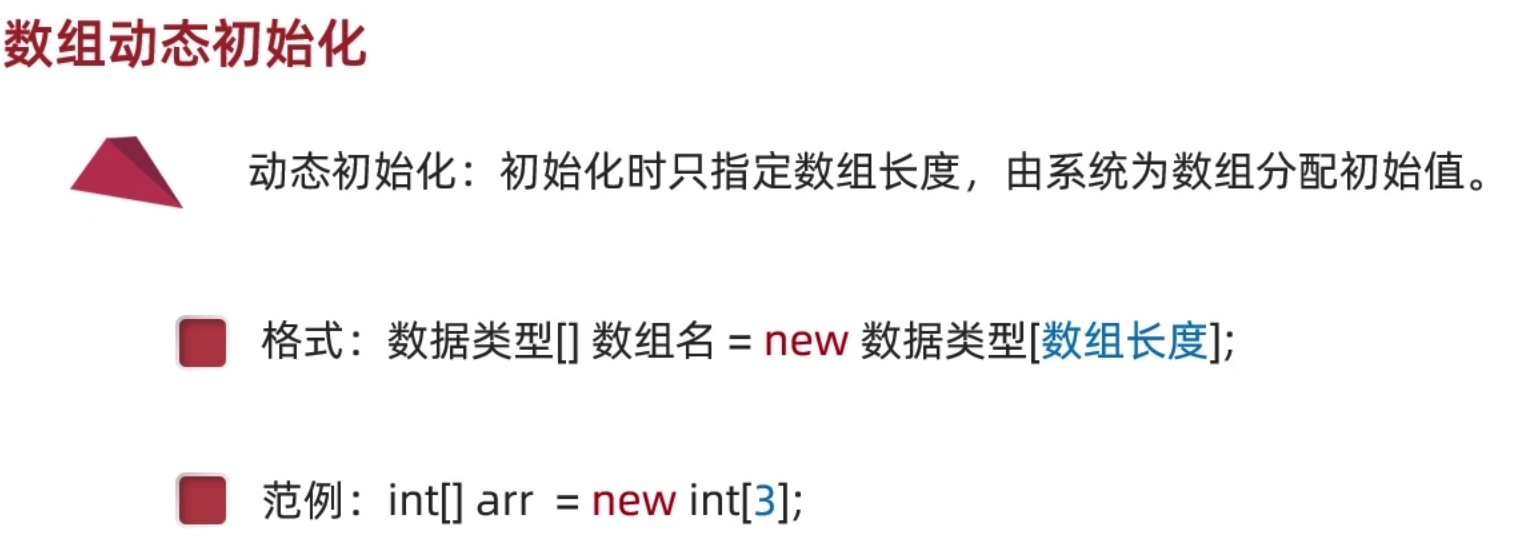 数组动态初始化
动态初始化：初始化时只指定数组长度，由系统为数组分配初始值。
格式：数据类型[] 数组名 = new 数据类型[数组长度];
范例：int[] arr = new int[3];